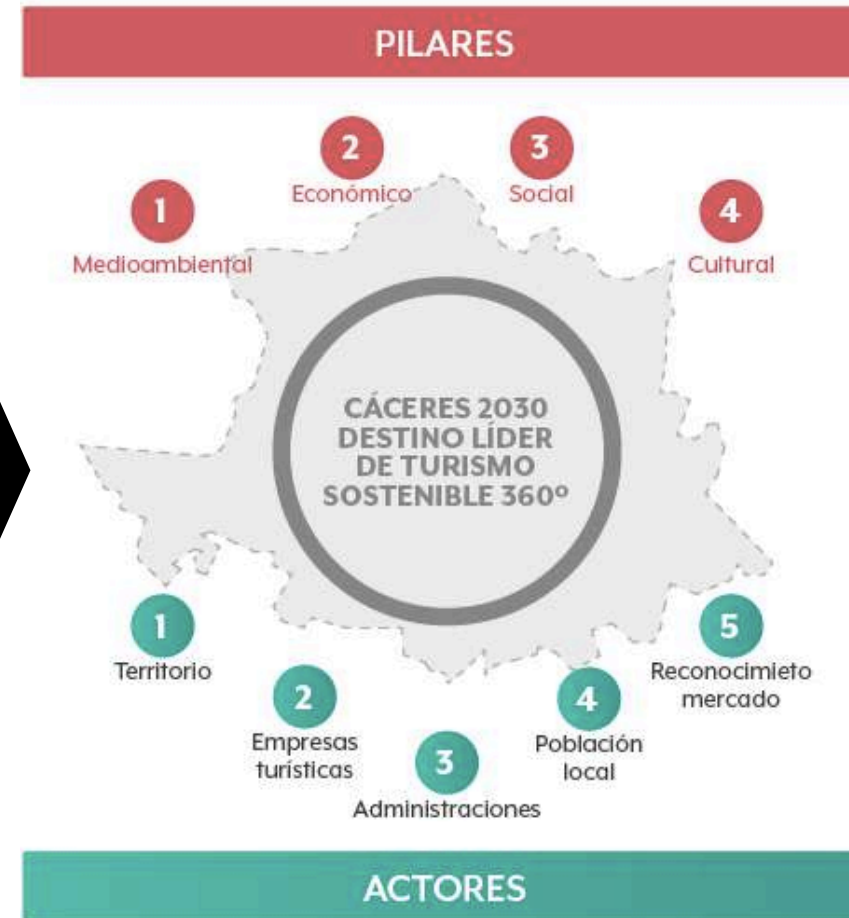 PILARES
2
3
Económico
Social
1
4
Medioambiental
Cultural
CÁCERES 2030
DESTINO LÍDER
DE TURISMO
SOSTENIBLE 360º
1
5
Territorio
Reconocimieto
mercado
2
4
Empresas
turísticas
Población
local
3
Administraciones
ACTORES